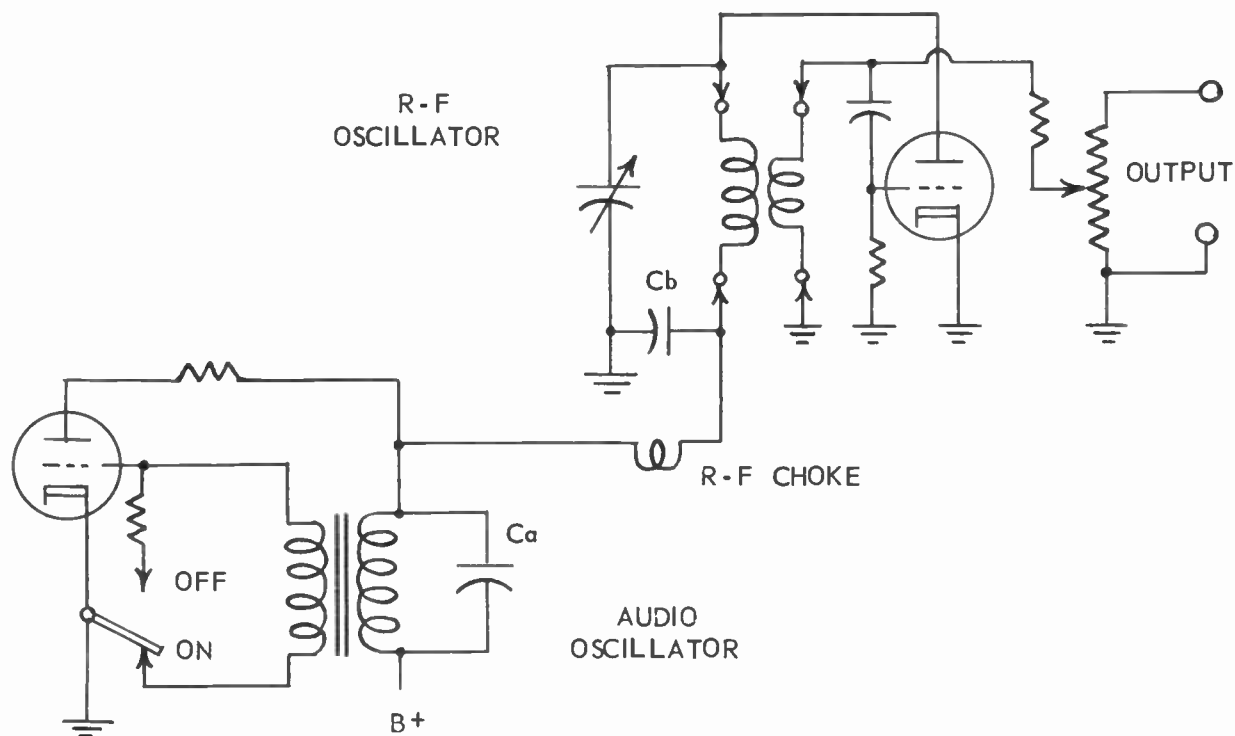 R-F
OSCILLATOR
OUTPUT
Cb
R-F CHOKE
Ca
OFF
ON
AUDIO
OSCILLATOR
B+